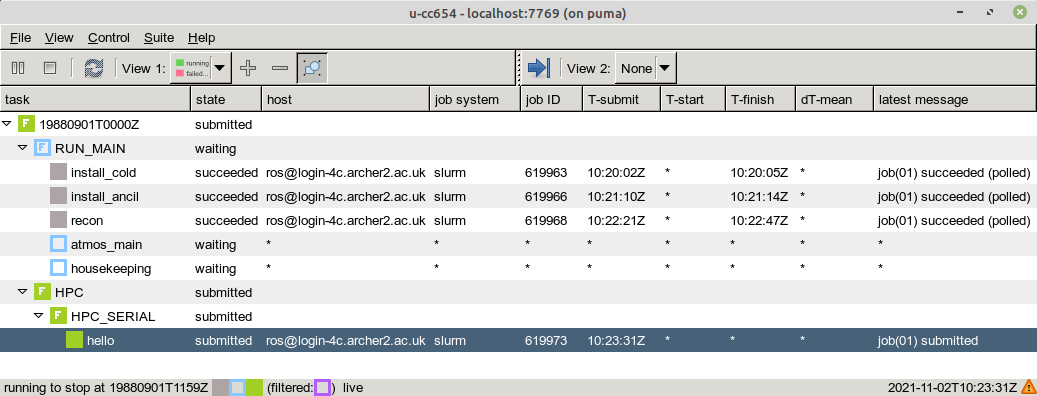 u-cc654 - localhost:7769 (on puma)
File View Control Suite Help
View 1: running failed... View 2: None
task state host job system job ID T-submit T-start T-finish dT-mean latest message
F 19880901T0000Z submitted
F RUN_MAIN waiting
install_cold succeeded ros@login-4c.archer2.ac.uk slurm 619963 10:20:02Z * 10:20:05Z * job(01) succeeded (polled)
install_ancil succeeded ros@login-4c.archer2.ac.uk slurm 619966 10:21:10Z * 10:21:14Z * job(01) succeeded (polled)
recon succeeded ros@login-4c.archer2.ac.uk slurm 619968 10:22:21Z * 10:22:47Z * job(01) succeeded (polled)
atmos_main waiting * * * * * * * *
housekeeping waiting * * * * * * * *
F HPC submitted
F HPC_SERIAL submitted
hello submitted ros@login-4c.archer2.ac.uk slurm 619973 10:23:31Z * * * job(01) submitted
running to stop at 19880901T1159Z (filtered: ) live 2021-11-02T10:23:31Z